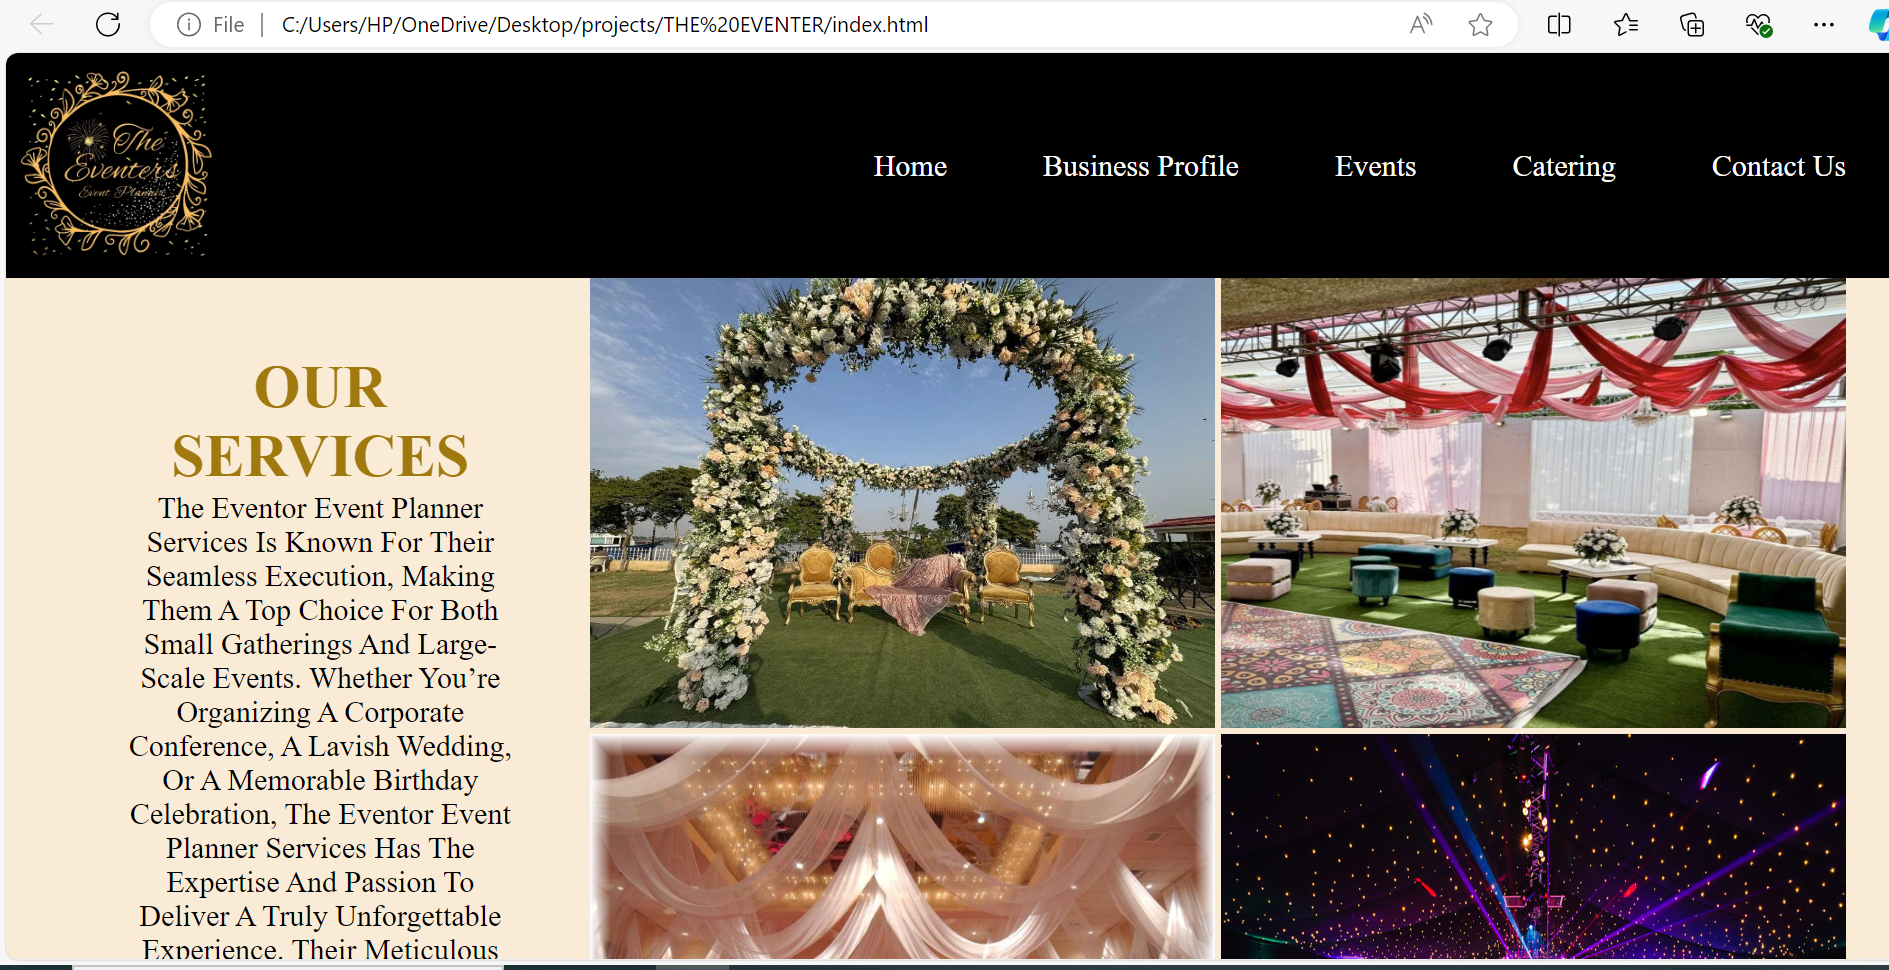 File
C:/Users/HP/OneDrive/Desktop/projects/THE%20EVENTER/index.html
The
Eventers
Event Planner
Home
Business Profile
Events
Catering
Contact Us
OUR
SERVICES
The Eventor Event Planner
Services Is Known For Their
Seamless Execution, Making
Them A Top Choice For Both
Small Gatherings And Large-
Scale Events. Whether You’re
Organizing A Corporate
Conference, A Lavish Wedding,
Or A Memorable Birthday
Celebration, The Eventor Event
Planner Services Has The
Expertise And Passion To
Deliver A Truly Unforgettable
Experience. Their Meticulous